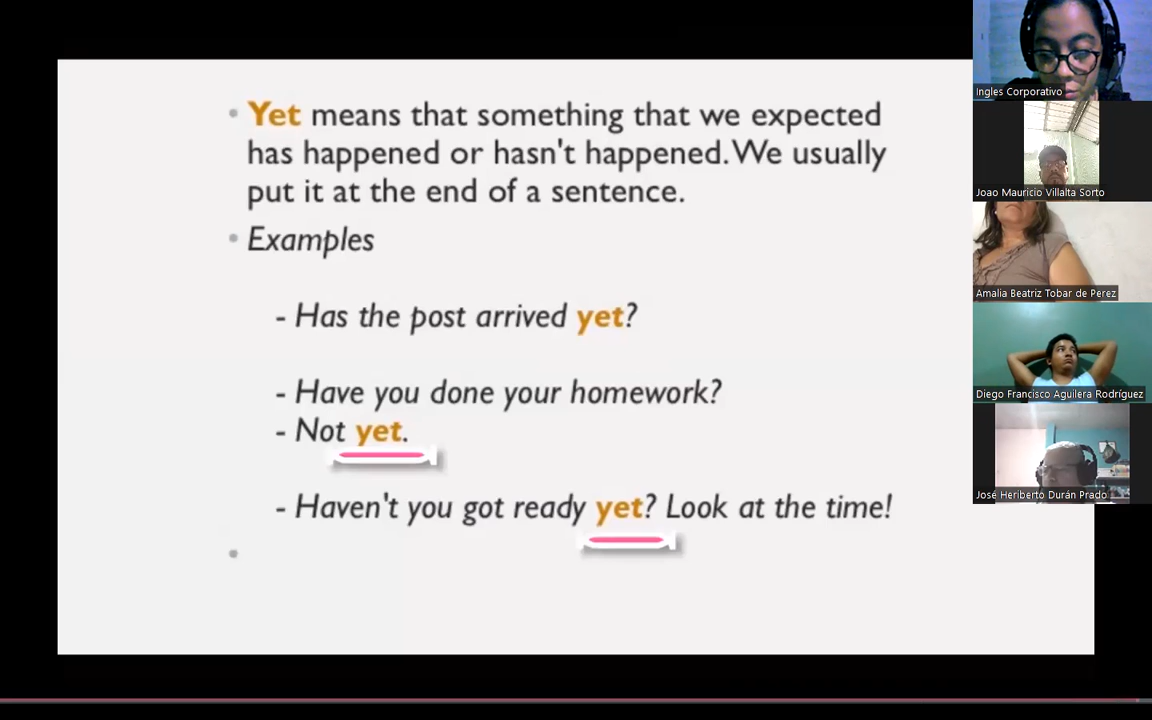 Yet means that something that we expected
has happened or hasn't happened. We usually
put it at the end of a sentence.
Examples
- Has the post arrived yet?
- Have you done your homework?
- Not yet.
- Haven't you got ready yet? Look at the time!
Ingles Corporativo
Joao Mauricio Villalta Sorto
Amalia Beatriz Tobar de Perez
Diego Francisco Aguilera Rodríguez
José Heriberto Durán Prado